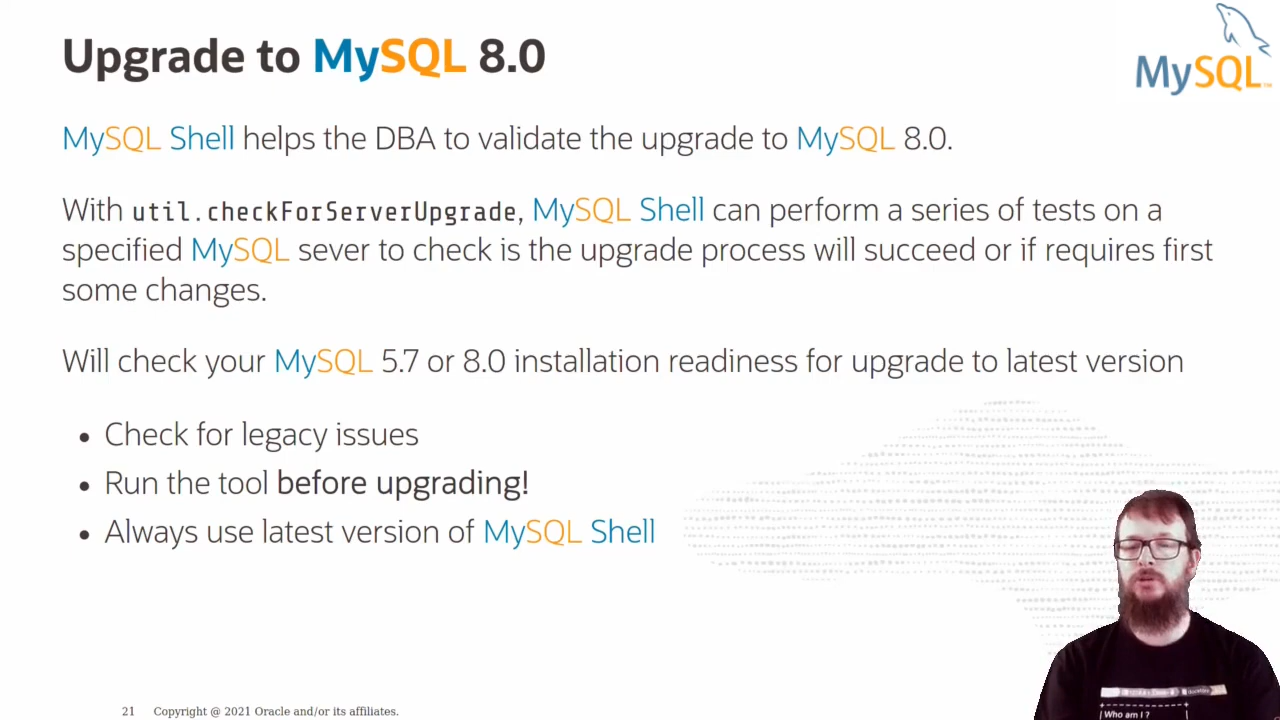 Upgrade to MySQL 8.0
MySQL
MySQL Shell helps the DBA to validate the upgrade to MySQL 8.0.
With util.checkForServerUpgrade, MySQL Shell can perform a series of tests on a
specified MySQL sever to check is the upgrade process will succeed or if requires first
some changes.
Will check your MySQL 5.7 or 8.0 installation readiness for upgrade to latest version
• Check for legacy issues
• Run the tool before upgrading!
• Always use latest version of MySQL Shell
Who am I ?
21 Copyright @ 2021 Oracle and/or its affiliates.